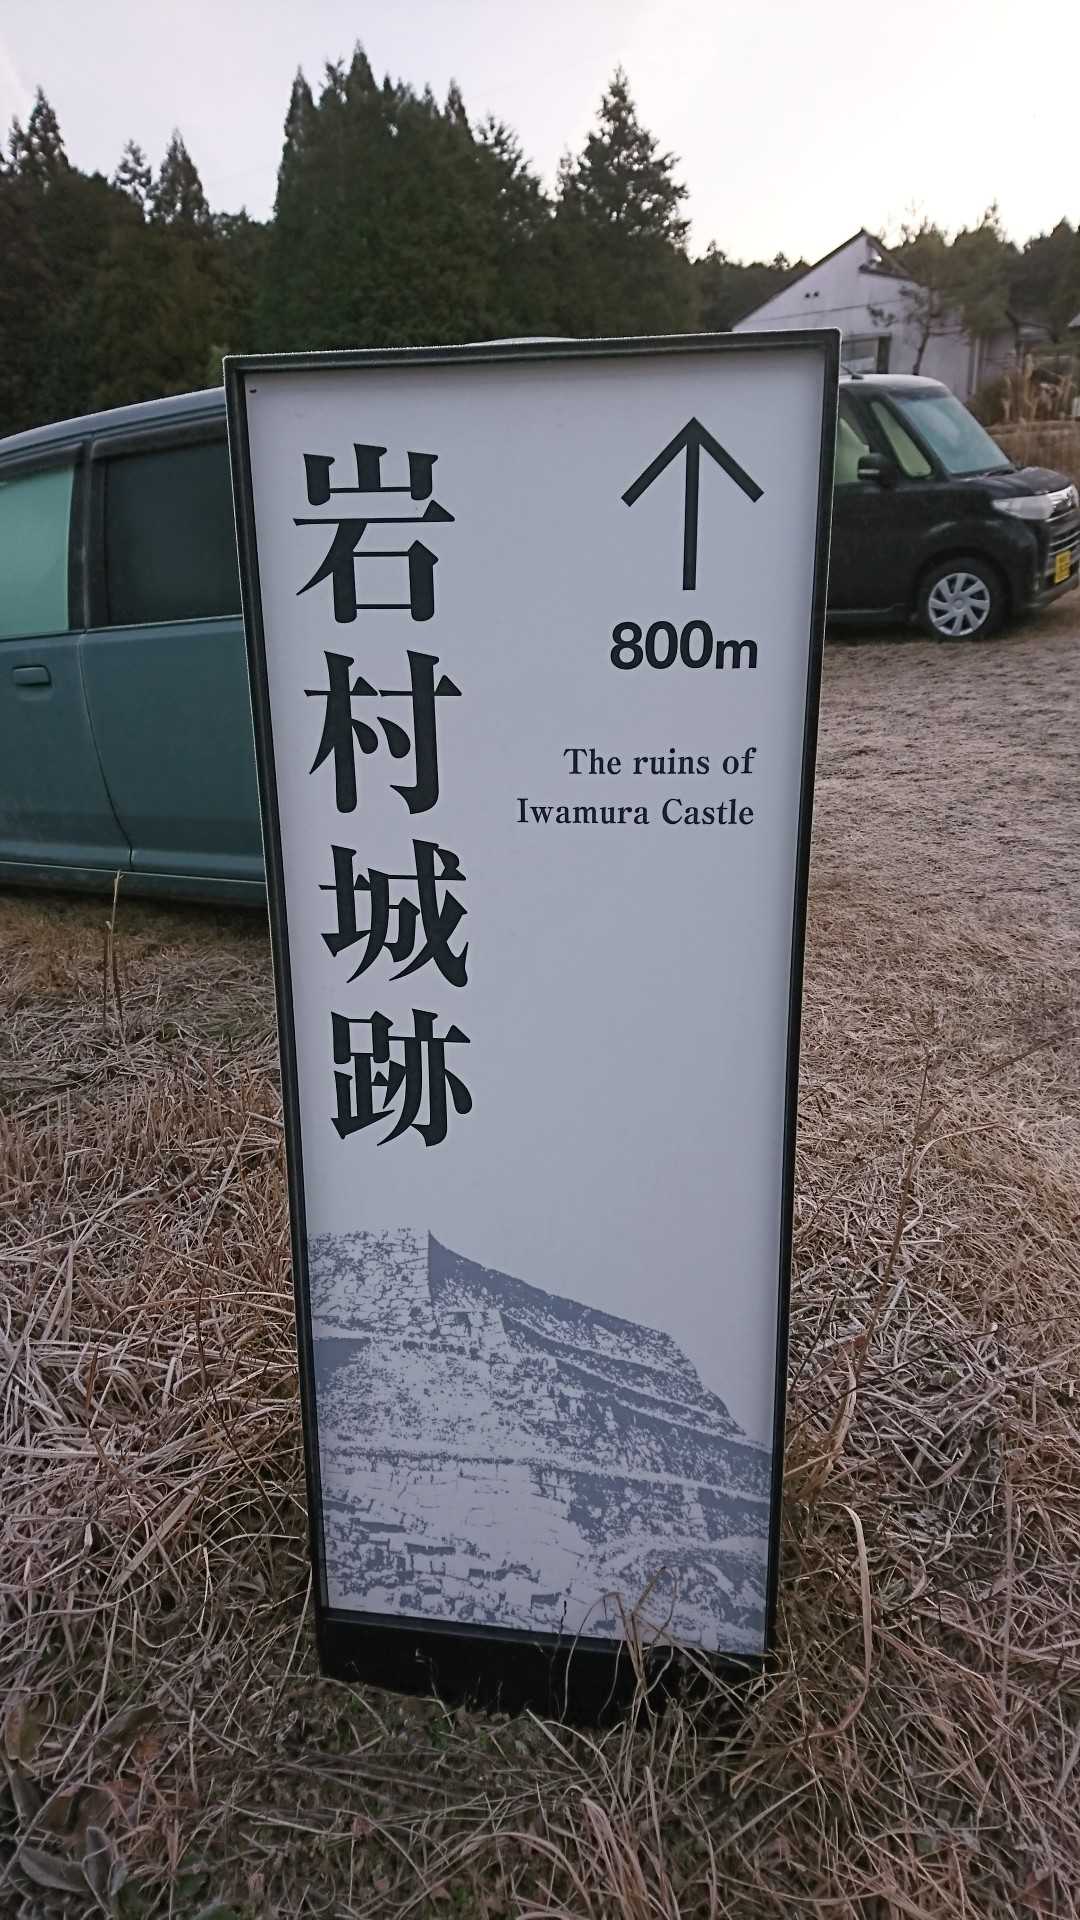 岩村城跡
800m
The ruins of
Iwamura Castle